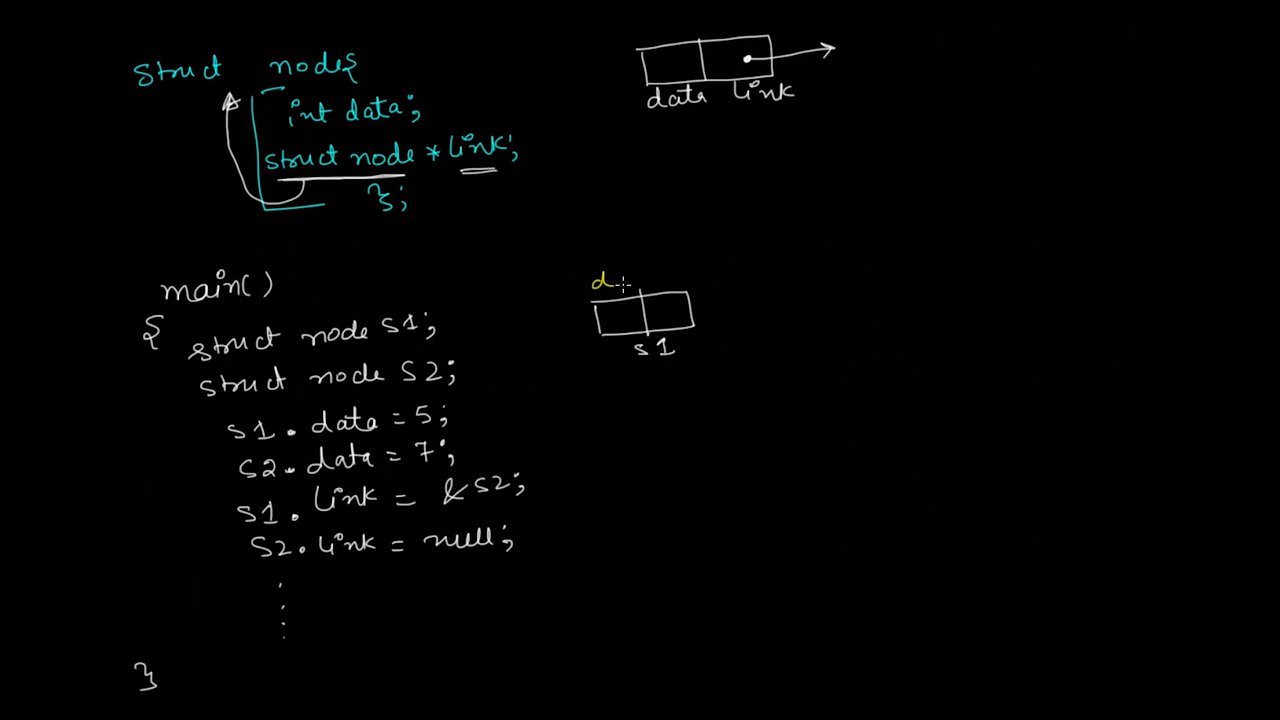 struct node{
int data;
struct node * link;
};
data link
main()
{ struct node s1;
struct node s2;
s1.data = 5;
s2.data = 7;
s1.link = &s2;
s2.link = null;
}
d
s1